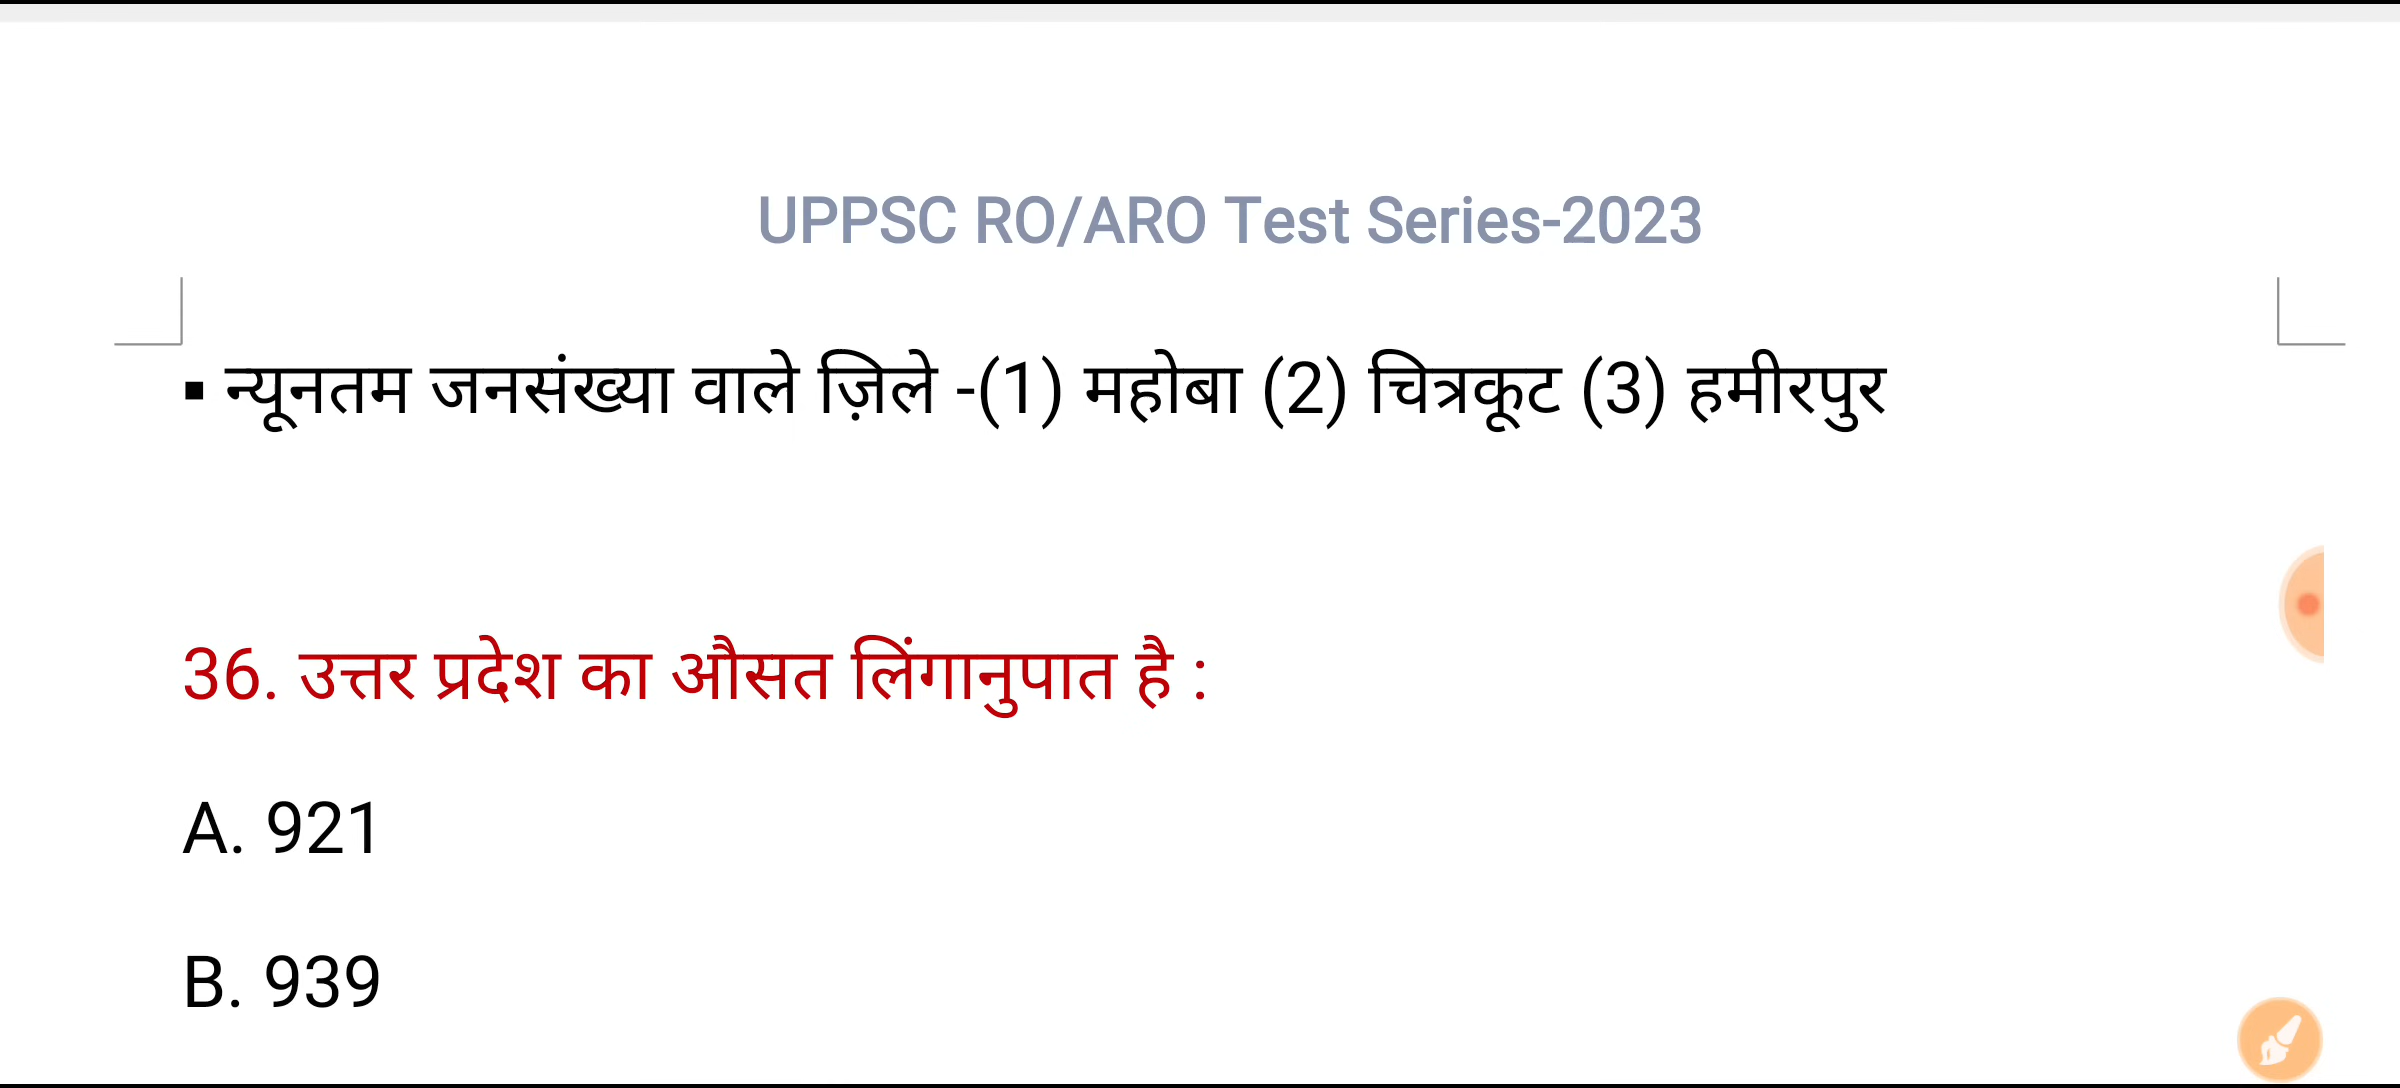 UPPSC RO/ARO Test Series-2023
▪ न्यूनतम जनसंख्या वाले ज़िले -(1) महोबा (2) चित्रकूट (3) हमीरपुर
36. उत्तर प्रदेश का औसत लिंगानुपात है :
A. 921
B. 939